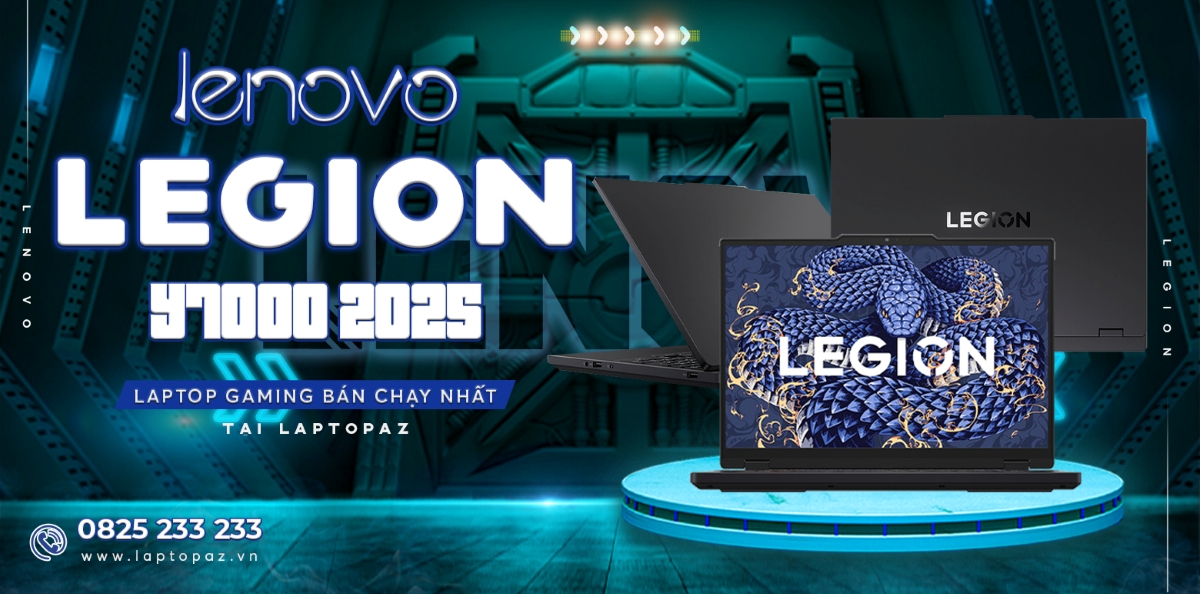 lenovo
LEGION
Y7000 2025
LAPTOP GAMING BÁN CHẠY NHẤT
TẠI LAPTOPAZ
0825 233 233
www.laptopaz.vn
LENOVO
LEGION
LEGION
LEGION